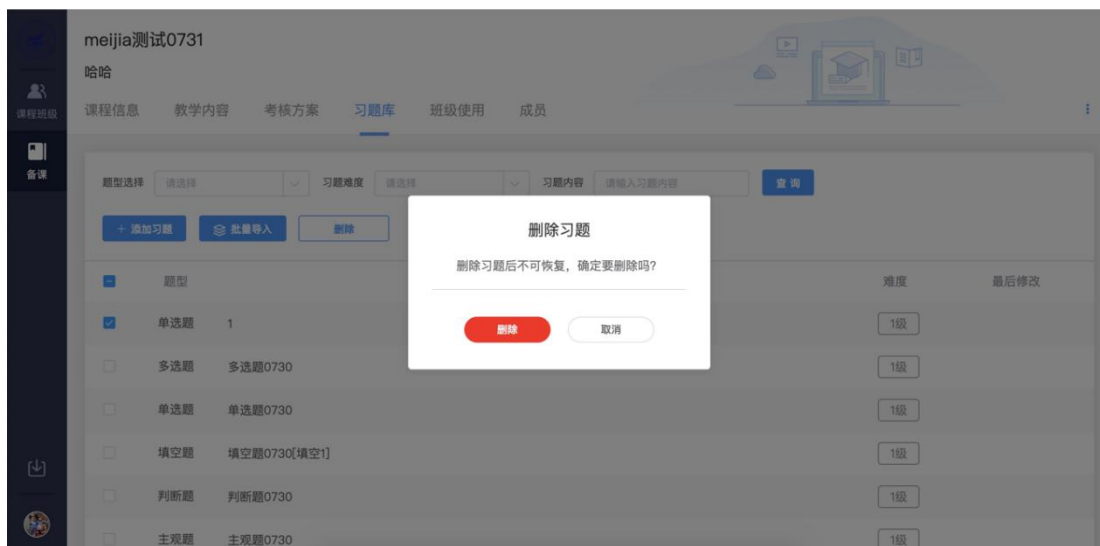 meijia测试0731
哈哈
课程班级
课程信息 教学内容 考核方案 习题库 班级使用 成员
备课
题型选择 请选择 习题难度 请选择 习题内容 请输入习题内容 查询
+ 添加习题 批量导入 删除
删除习题
删除习题后不可恢复，确定要删除吗?
题型 难度 最后修改
单选题 1 1级
删除 取消
多选题 多选题0730 1级
单选题 单选题0730 1级
填空题 填空题0730[填空1] 1级
判断题 判断题0730 1级
主观题 主观题0730 1级